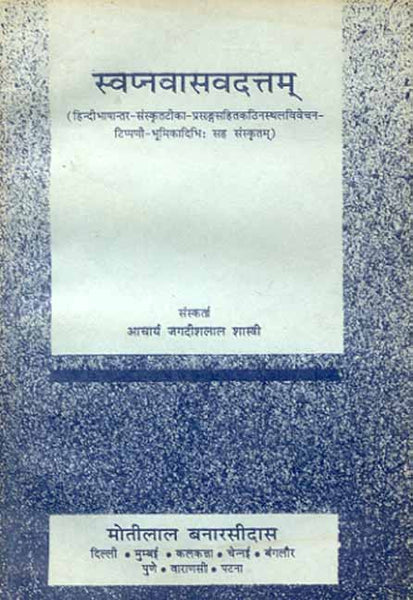 स्वप्नवासवदत्तम्
(हिन्दीभाषान्तर-संस्कृतटीका-प्रसङ्गसहितकठिनस्थलविवेचन-
टिप्पणी-भूमिकादिभिः सह संस्कृतम्)
संस्कर्ता
आचार्य जगदीशलाल शास्त्री
मोतीलाल बनारसीदास
दिल्ली • मुम्बई • कलकत्ता • चेन्नई • बंगलौर
पुणे • वाराणसी • पटना